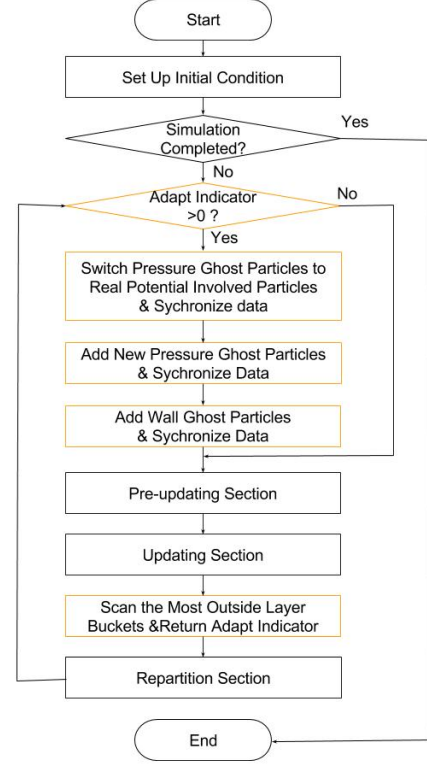 Start
Set Up Initial Condition
Simulation
Completed?
Yes
No
Adapt Indicator
>0 ?
No
Yes
Switch Pressure Ghost Particles to
Real Potential Involved Particles
& Sychronize data
Add New Pressure Ghost Particles
& Sychronize Data
Add Wall Ghost Particles
& Sychronize Data
Pre-updating Section
Updating Section
Scan the Most Outside Layer
Buckets &Return Adapt Indicator
Repartition Section
End